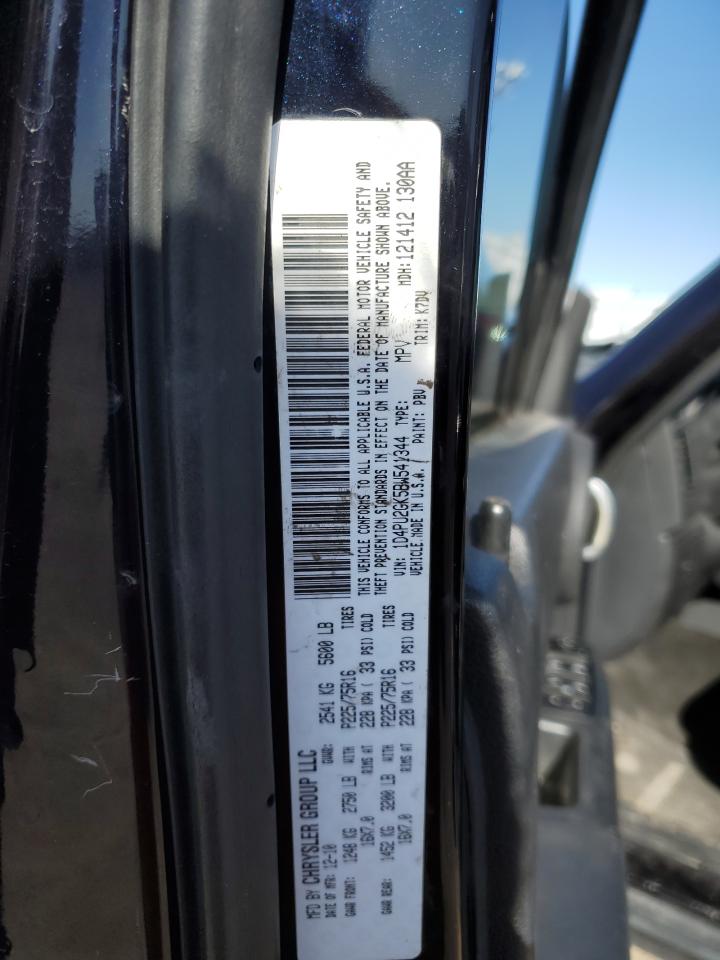 MFD BY CHRYSLER GROUP LLC
DATE OF MFR: 12-10 GVWR: 2541 KG 5600 LB
GAWR FRONT: 1248 KG 2750 LB WITH P225/75R16 TIRES
16X7.0 RIMS AT 228 KPA ( 33 PSI) COLD
GAWR REAR: 1452 KG 3200 LB WITH P225/75R16 TIRES
16X7.0 RIMS AT 228 KPA ( 33 PSI) COLD
THIS VEHICLE CONFORMS TO ALL APPLICABLE U.S.A. FEDERAL MOTOR VEHICLE SAFETY AND
THEFT PREVENTION STANDARDS IN EFFECT ON THE DATE OF MANUFACTURE SHOWN ABOVE.
VIN: 1D4PU2GK5BW541344 TYPE: MPV MDH: 121412 130AA
VEHICLE MADE IN U.S.A. PAINT: PBV TRIM: K7DV